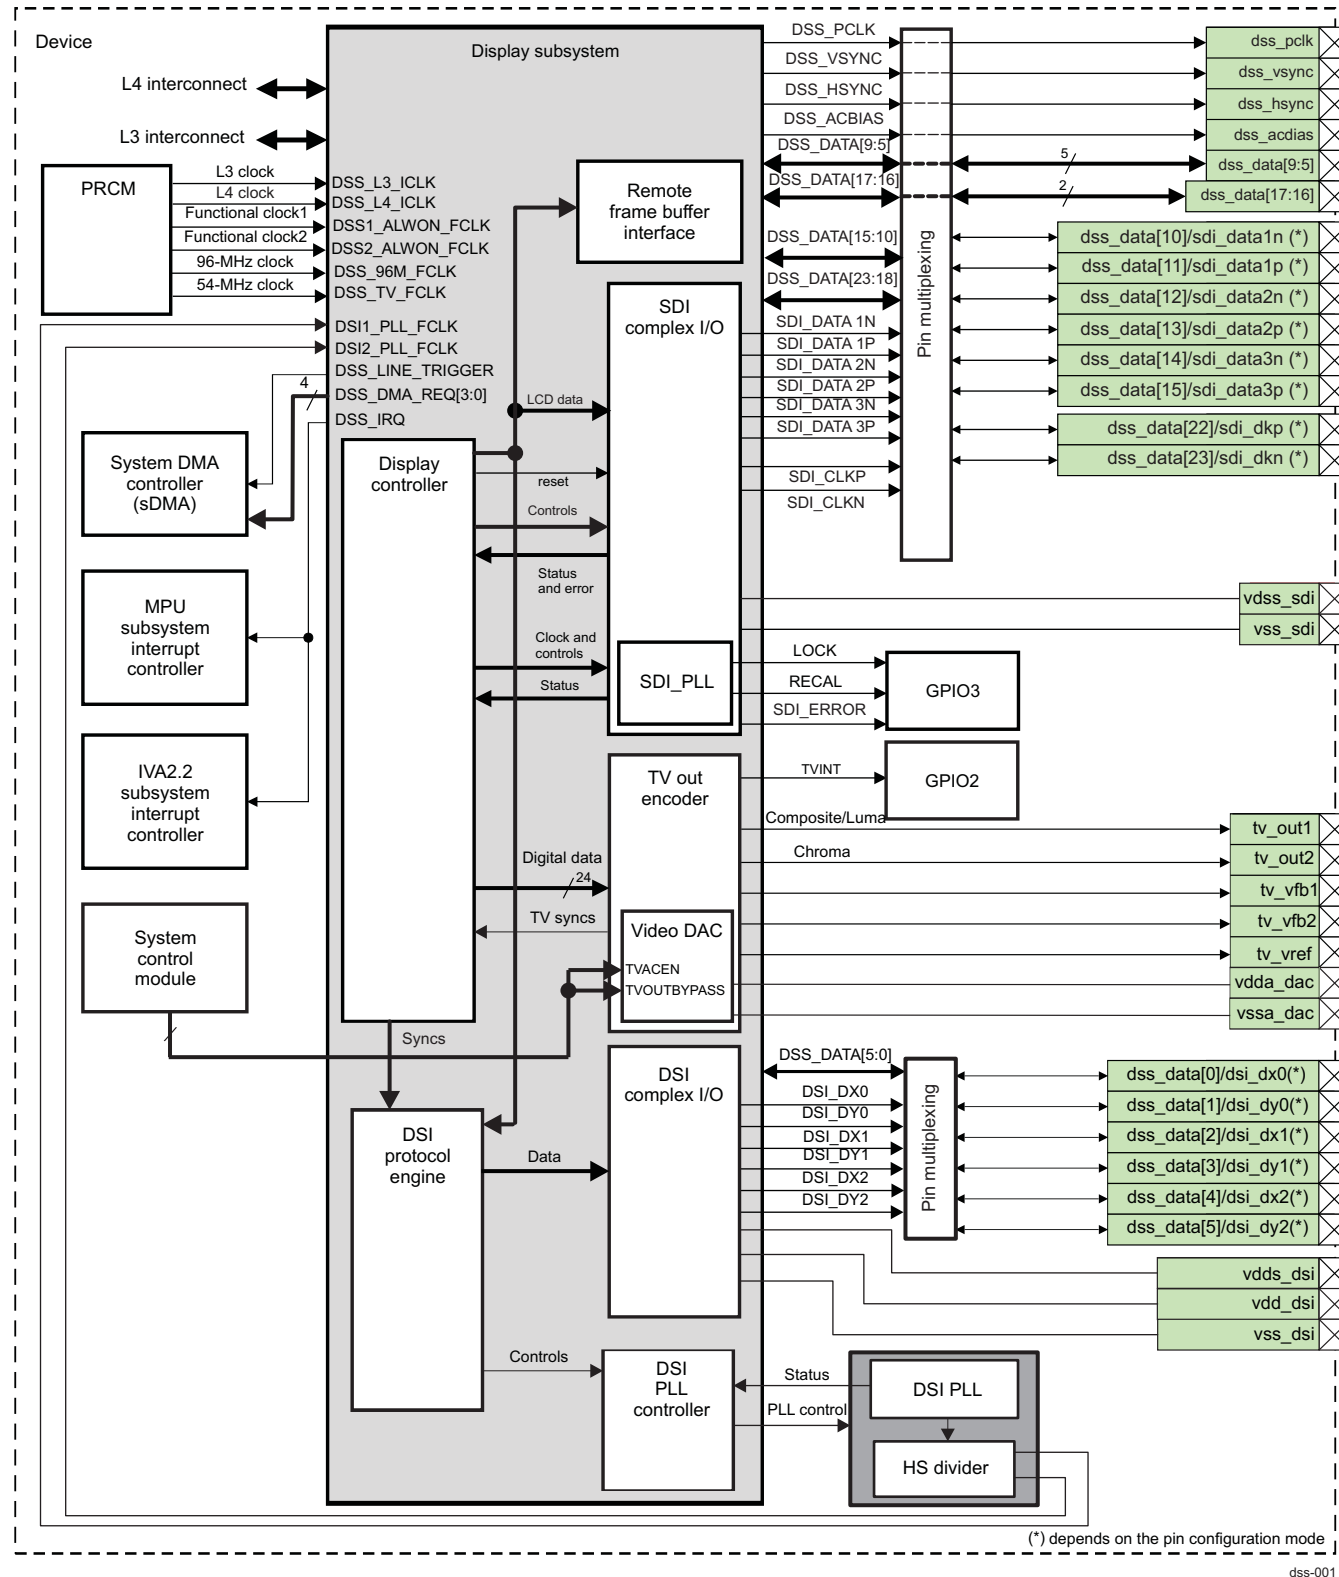 Device
Display subsystem
L4 interconnect
L3 interconnect
PRCM
L3 clock
L4 clock
Functional clock1
Functional clock2
96-MHz clock
54-MHz clock
DSS_L3_ICLK
DSS_L4_ICLK
DSS1_ALWON_FCLK
DSS2_ALWON_FCLK
DSS_96M_FCLK
DSS_TV_FCLK
DSI1_PLL_FCLK
DSI2_PLL_FCLK
DSS_LINE_TRIGGER
4
DSS_DMA_REQ[3:0]
DSS_IRQ
System DMA
controller
(sDMA)
MPU
subsystem
interrupt
controller
IVA2.2
subsystem
interrupt
controller
System
control
module
Display
controller
Remote
frame buffer
interface
SDI
complex I/O
LCD data
reset
Controls
Status
and error
Clock and
controls
Status
SDI_PLL
TV out
encoder
Digital data
24
TV syncs
Video DAC
TVACEN
TVOUTBYPASS
Syncs
DSI
protocol
engine
Data
DSI
complex I/O
Controls
DSI
PLL
controller
DSS_PCLK
DSS_VSYNC
DSS_HSYNC
DSS_ACBIAS
DSS_DATA[9:5]
DSS_DATA[17:16]
DSS_DATA[15:10]
DSS_DATA[23:18]
SDI_DATA 1N
SDI_DATA 1P
SDI_DATA 2N
SDI_DATA 2P
SDI_DATA 3N
SDI_DATA 3P
SDI_CLKP
SDI_CLKN
Pin multiplexing
5
2
dss_pclk
dss_vsync
dss_hsync
dss_acdias
dss_data[9:5]
dss_data[17:16]
dss_data[10]/sdi_data1n (*)
dss_data[11]/sdi_data1p (*)
dss_data[12]/sdi_data2n (*)
dss_data[13]/sdi_data2p (*)
dss_data[14]/sdi_data3n (*)
dss_data[15]/sdi_data3p (*)
dss_data[22]/sdi_dkp (*)
dss_data[23]/sdi_dkn (*)
vdss_sdi
vss_sdi
LOCK
RECAL
SDI_ERROR
GPIO3
TVINT
GPIO2
Composite/Luma
Chroma
tv_out1
tv_out2
tv_vfb1
tv_vfb2
tv_vref
vdda_dac
vssa_dac
DSS_DATA[5:0]
DSI_DX0
DSI_DY0
DSI_DX1
DSI_DY1
DSI_DX2
DSI_DY2
Pin multiplexing
dss_data[0]/dsi_dx0(*)
dss_data[1]/dsi_dy0(*)
dss_data[2]/dsi_dx1(*)
dss_data[3]/dsi_dy1(*)
dss_data[4]/dsi_dx2(*)
dss_data[5]/dsi_dy2(*)
vdds_dsi
vdd_dsi
vss_dsi
Status
PLL control
DSI PLL
HS divider
(*) depends on the pin configuration mode
dss-001